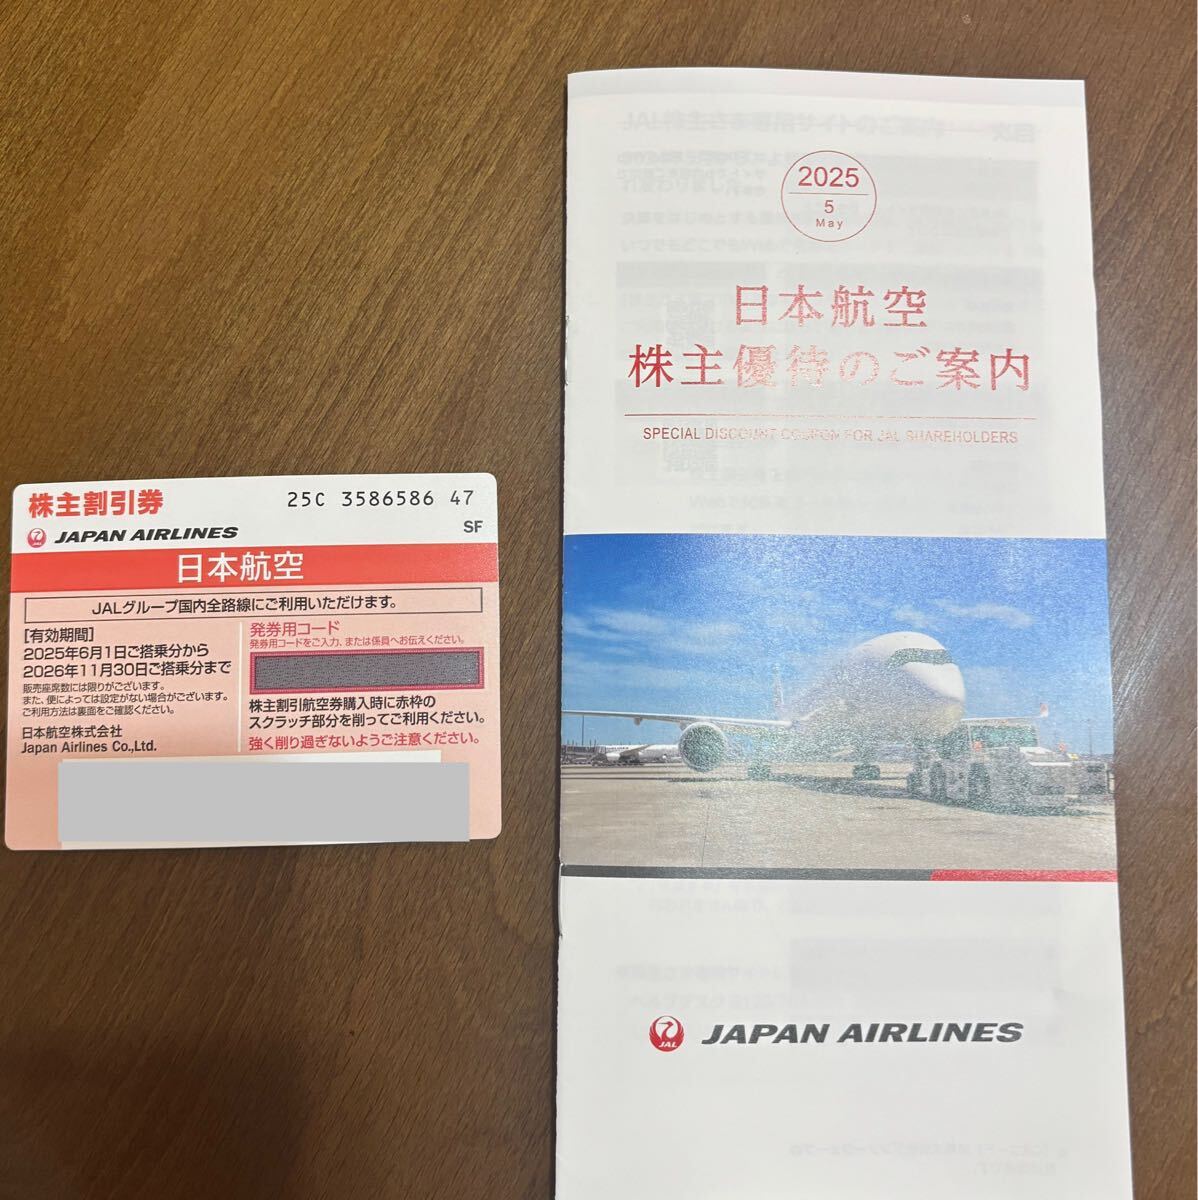 株主割引券
25C 3586586 47
SF
JAL
JAPAN AIRLINES
日本航空
JALグループ国内全路線にご利用いただけます。
[有効期間]
2025年6月1日ご搭乗分から
2026年11月30日ご搭乗分まで
販売座席数には限りがございます。
また、便によっては設定がない場合がございます。
ご利用方法は裏面をご確認ください。
日本航空株式会社
Japan Airlines Co.,Ltd.
発券用コード
発券用コードをご入力、または係員へお伝えください。
株主割引航空券購入時に赤枠の
スクラッチ部分を削ってご利用ください。
強く削り過ぎないようご注意ください。
2025
5
May
日本航空
株主優待のご案内
SPECIAL DISCOUNT COUPON FOR JAL SHAREHOLDERS
JAL
JAPAN AIRLINES